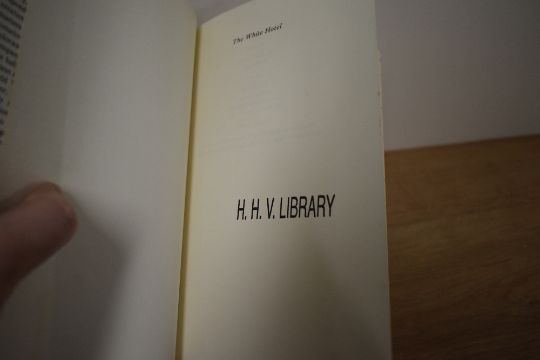 The White Hotel
H. H. V. LIBRARY